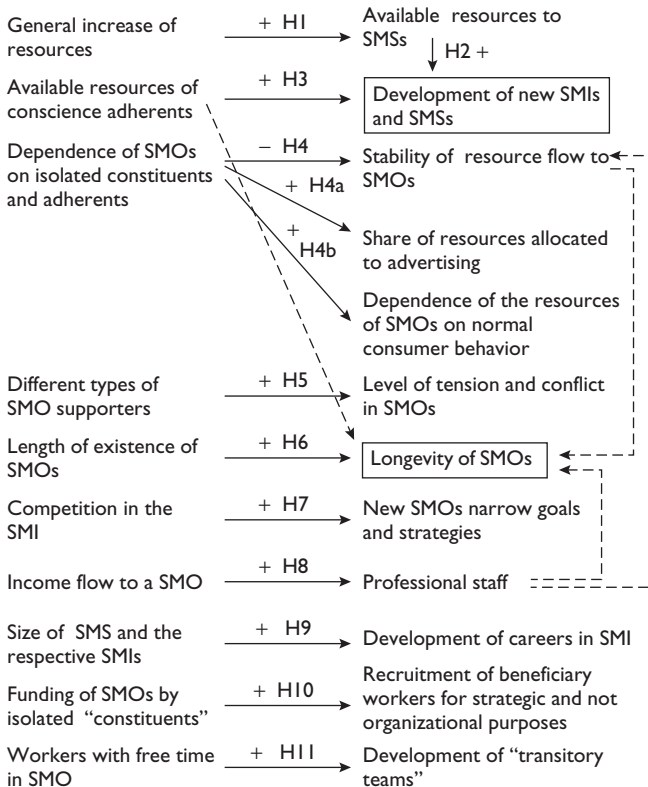 General increase of
resources
+ H1
Available resources to
SMSs
H2 +
Available resources of
conscience adherents
+ H3
Development of new SMIs
and SMSs
Dependence of SMOs
on isolated constituents
and adherents
– H4
Stability of resource flow to
SMOs
+ H4a
Share of resources allocated
to advertising
+
H4b
Dependence of the resources
of SMOs on normal
consumer behavior
Different types of
SMO supporters
+ H5
Level of tension and conflict
in SMOs
Length of existence of
SMOs
+ H6
Longevity of SMOs
Competition in the
SMI
+ H7
New SMOs narrow goals
and strategies
Income flow to a SMO
+ H8
Professional staff
Size of SMS and the
respective SMIs
+ H9
Development of careers in SMI
Funding of SMOs by
isolated “constituents”
+ H10
Recruitment of beneficiary
workers for strategic and not
organizational purposes
Workers with free time
in SMO
+ H11
Development of “transitory
teams”